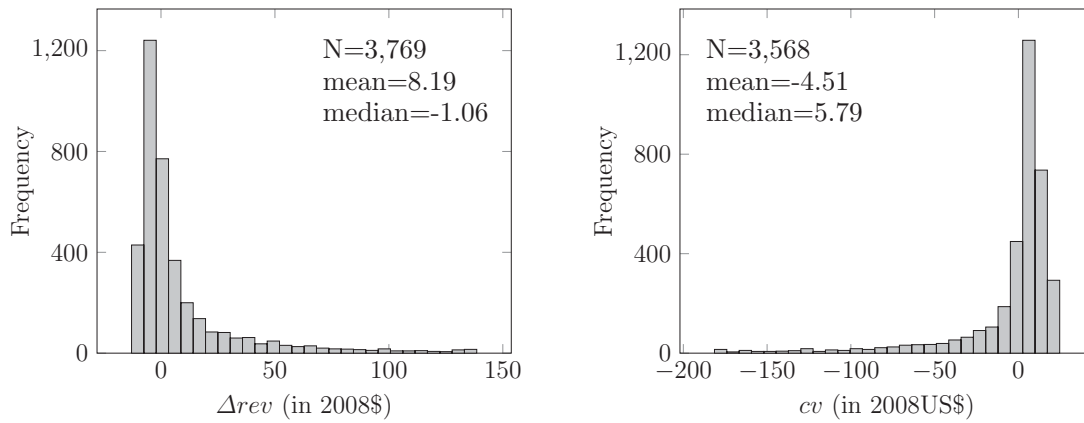 1,200
800
400
0
Frequency
N=3,769
mean=8.19
median=-1.06
0
50
100
150
Δrev (in 2008$)
1,200
800
400
0
Frequency
N=3,568
mean=-4.51
median=5.79
−200
−150
−100
−50
0
cv (in 2008US$)